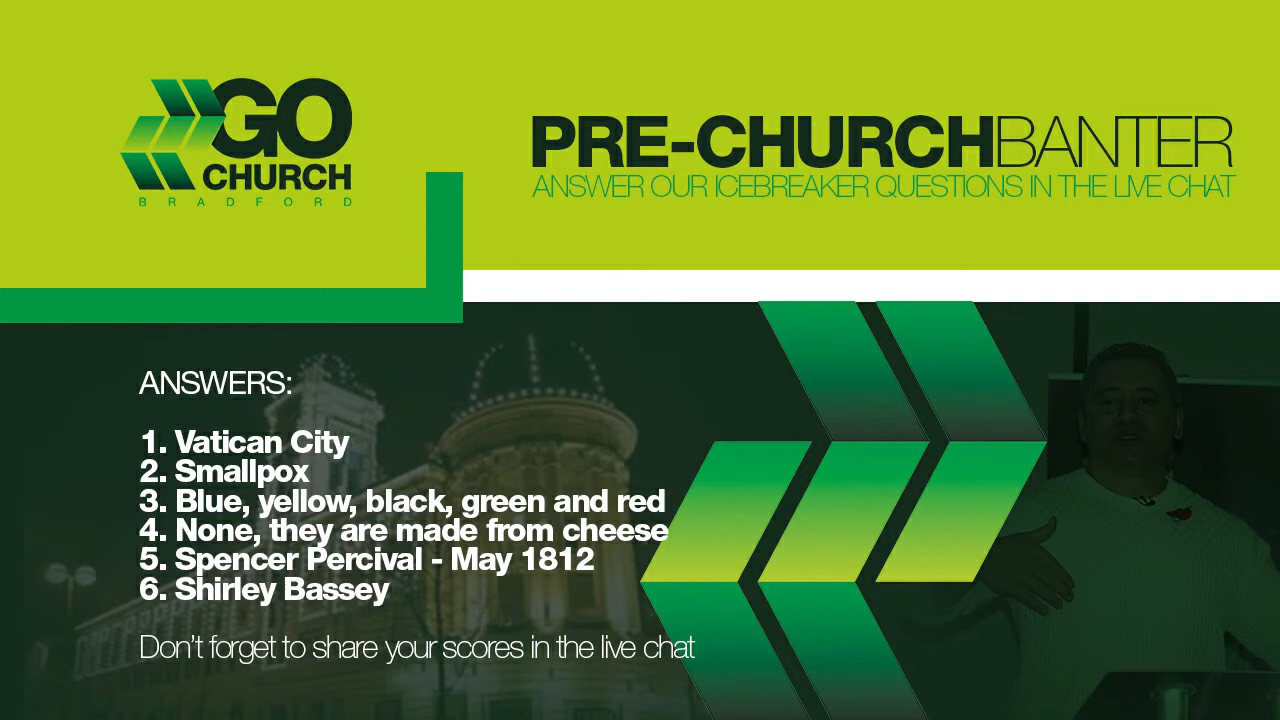 GO
CHURCH
BRADFORD
PRE-CHURCHBANTER
ANSWER OUR ICEBREAKER QUESTIONS IN THE LIVE CHAT
ANSWERS:
1. Vatican City
2. Smallpox
3. Blue, yellow, black, green and red
4. None, they are made from cheese
5. Spencer Percival - May 1812
6. Shirley Bassey
Don't forget to share your scores in the live chat